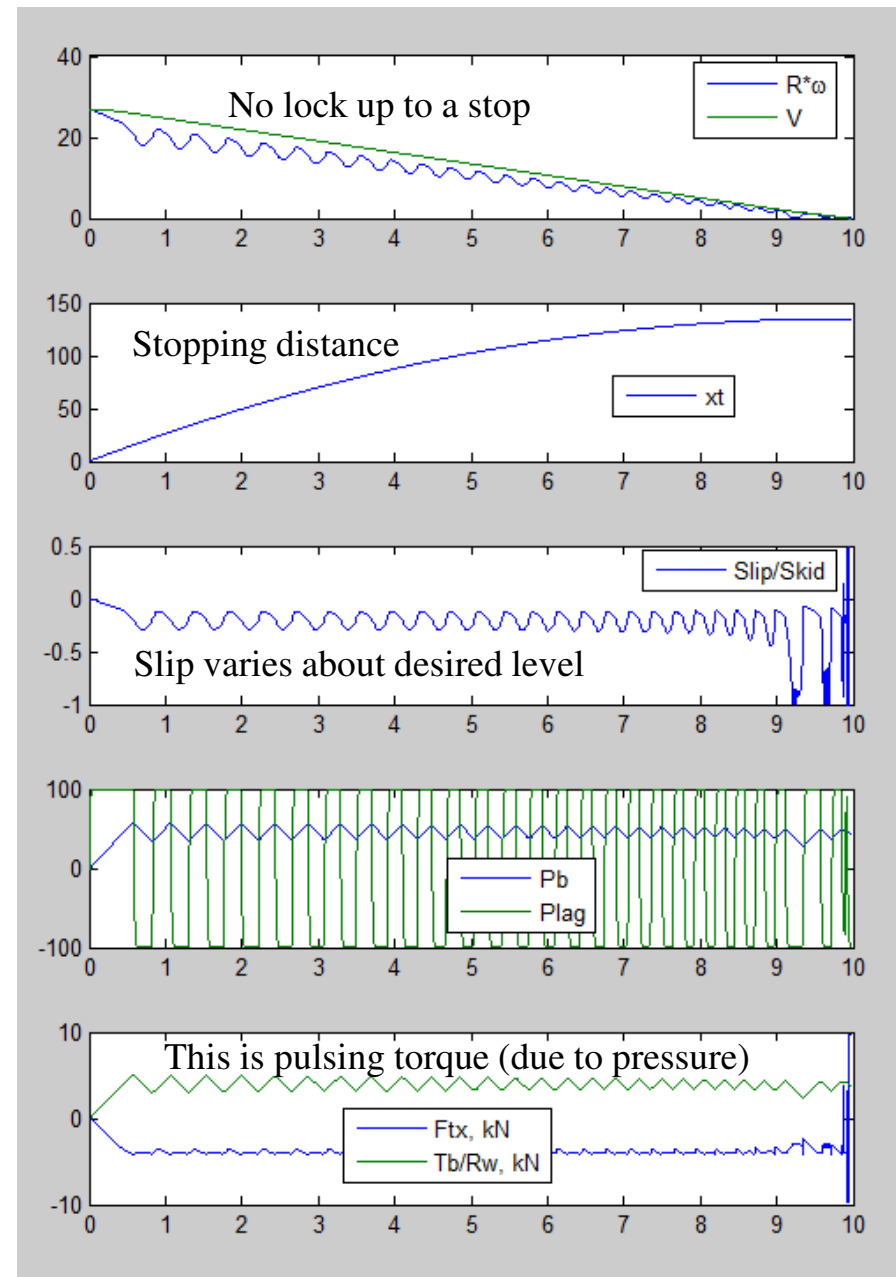 40
20
0
No lock up to a stop
R*ω
V
0 1 2 3 4 5 6 7 8 9 10
150
100
50
0
Stopping distance
xt
0 1 2 3 4 5 6 7 8 9 10
0.5
0
-0.5
-1
Slip/Skid
Slip varies about desired level
0 1 2 3 4 5 6 7 8 9 10
100
0
-100
Pb
Plag
0 1 2 3 4 5 6 7 8 9 10
10
0
-10
This is pulsing torque (due to pressure)
Ftx, kN
Tb/Rw, kN
0 1 2 3 4 5 6 7 8 9 10